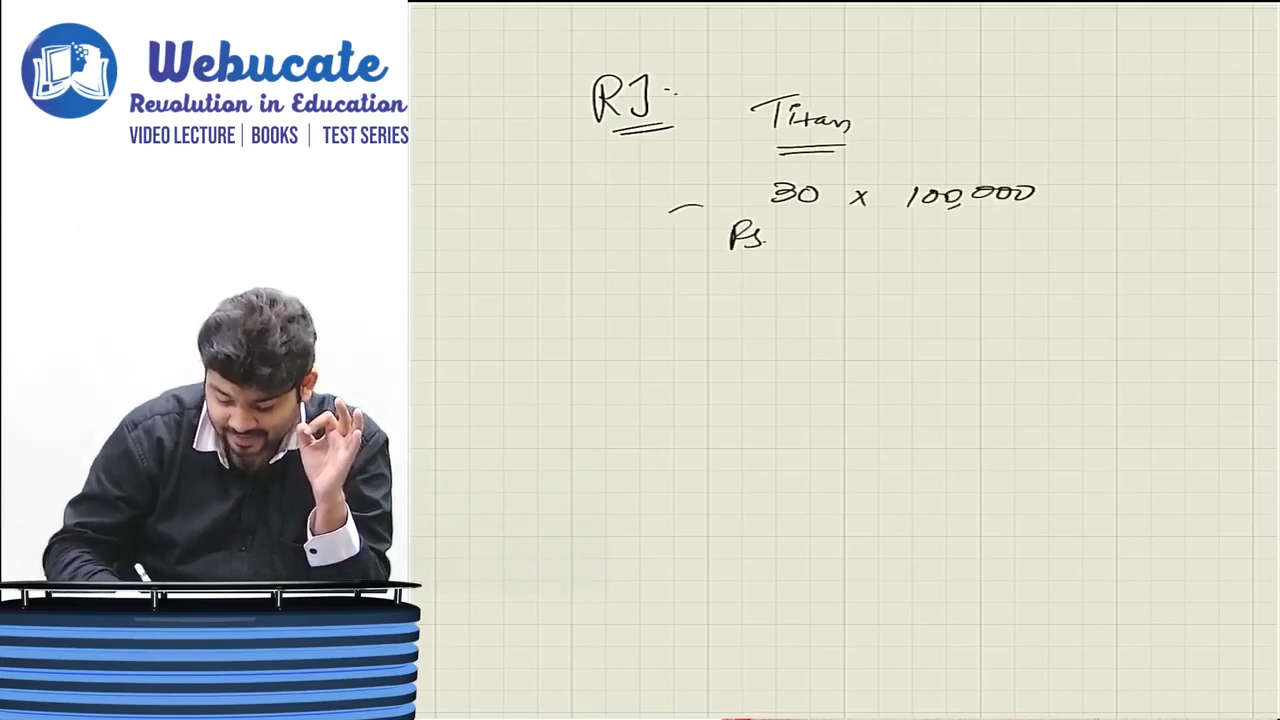 Webucate
Revolution in Education
VIDEO LECTURE | BOOKS | TEST SERIES
RJ:-
Titan
30 x 100,000
Rs.